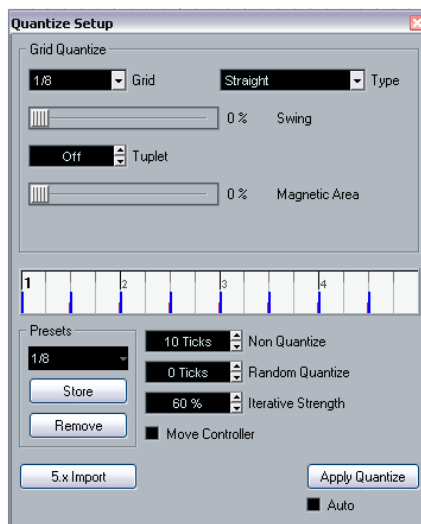 Quantize Setup
Grid Quantize
1/8 Grid Straight Type
0 % Swing
Off Tuplet
0 % Magnetic Area
1 2 3 4
Presets
1/8
Store
Remove
10 Ticks Non Quantize
0 Ticks Random Quantize
60 % Iterative Strength
Move Controller
5.x Import
Apply Quantize
Auto